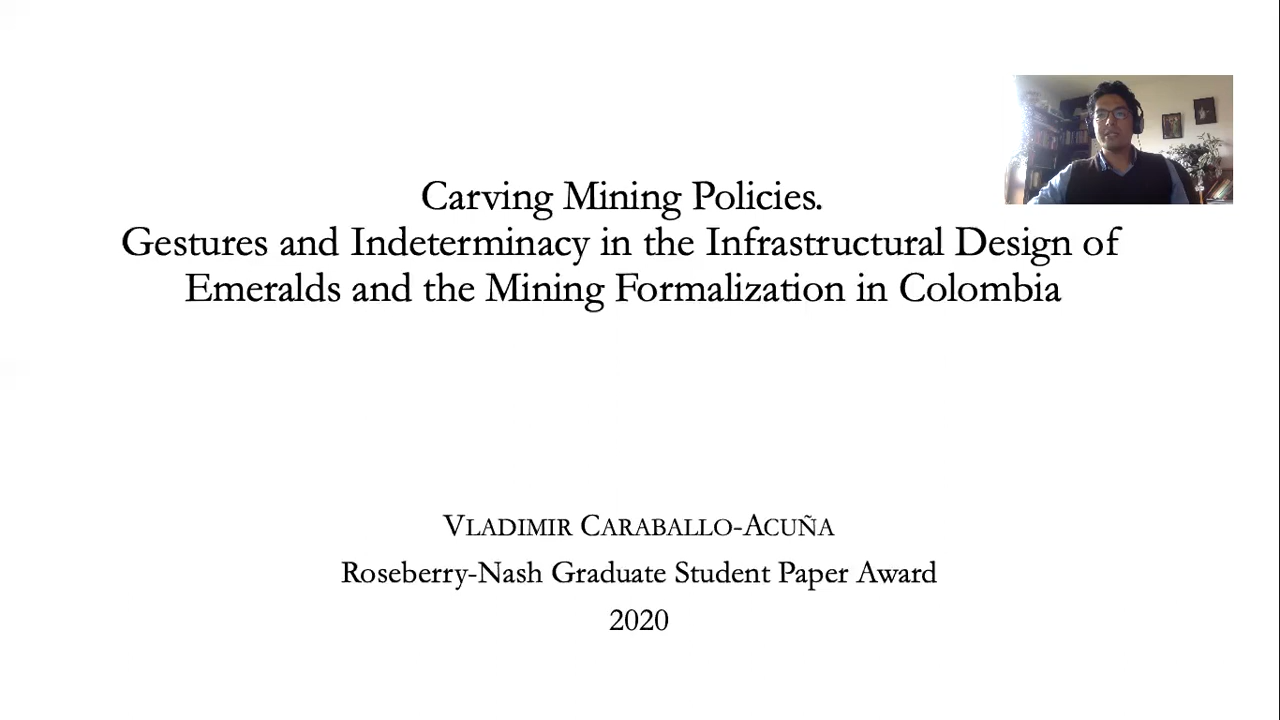 Carving Mining Policies.
Gestures and Indeterminacy in the Infrastructural Design of
Emeralds and the Mining Formalization in Colombia
VLADIMIR CARABALLO-ACUÑA
Roseberry-Nash Graduate Student Paper Award
2020